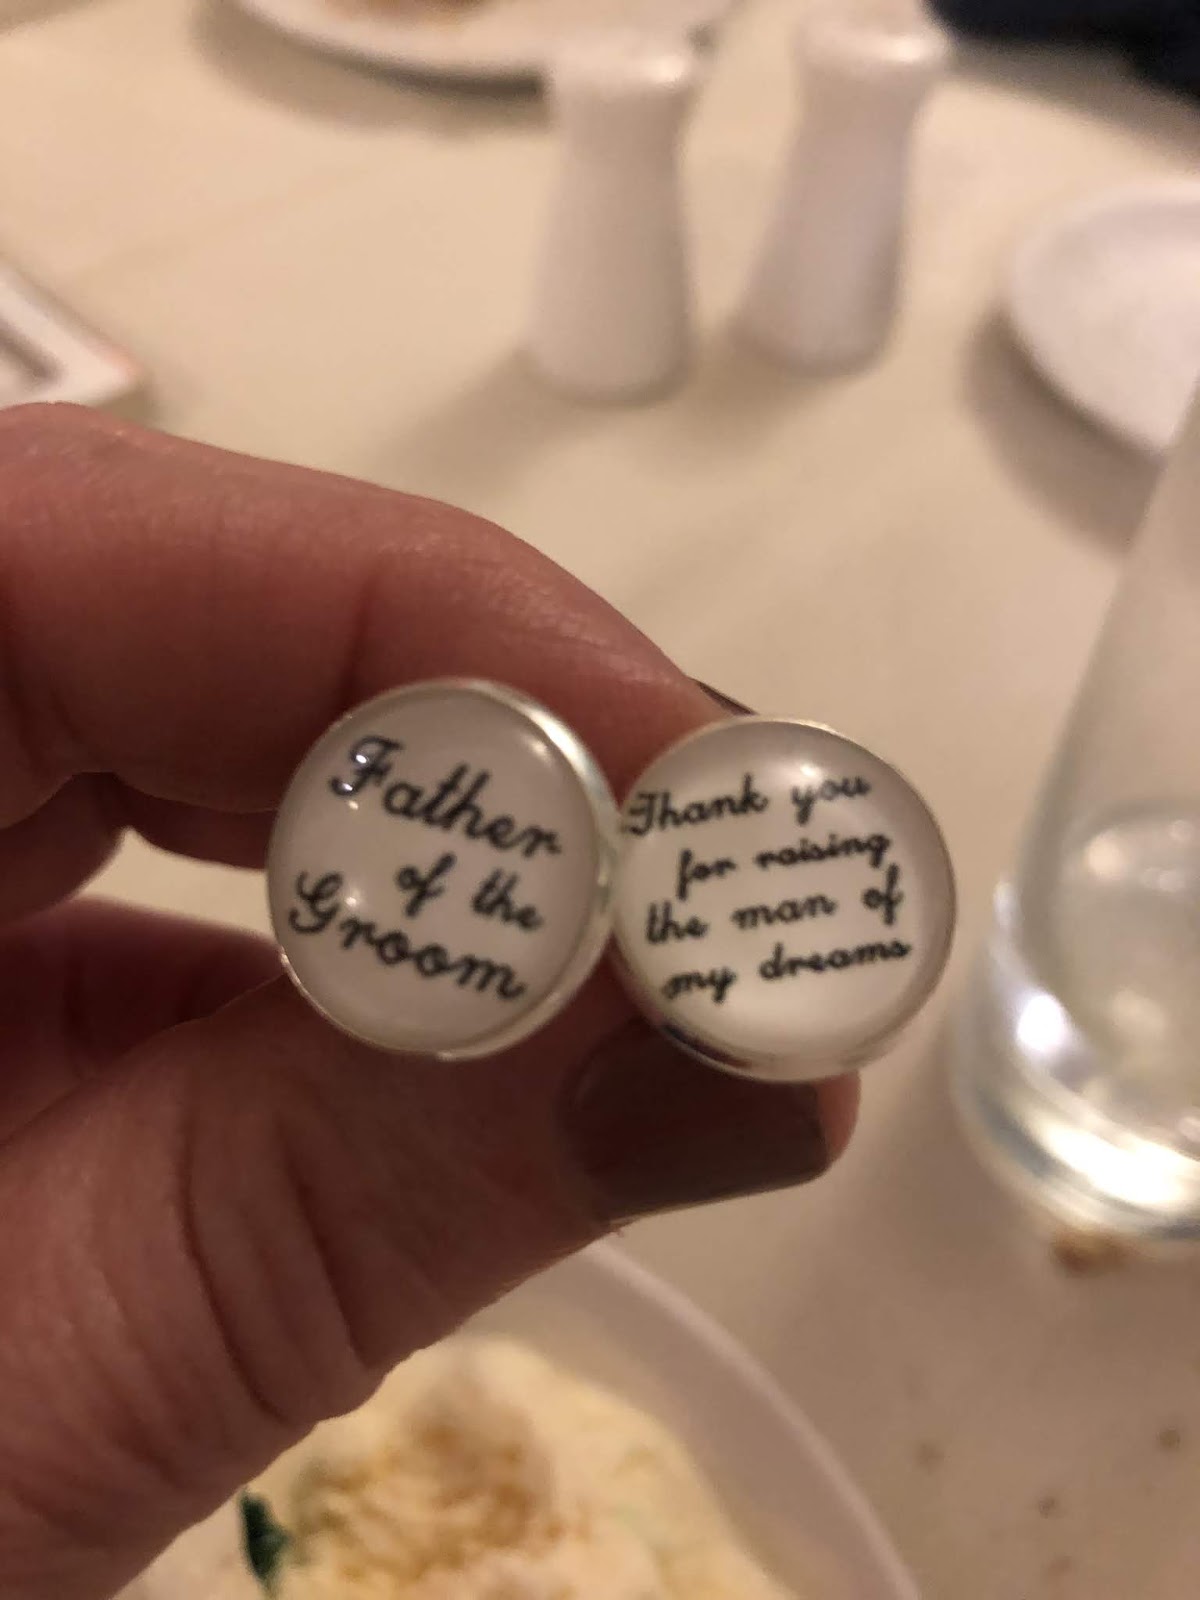 Father
of the
Groom
Thank you
for raising
the man of
my dreams